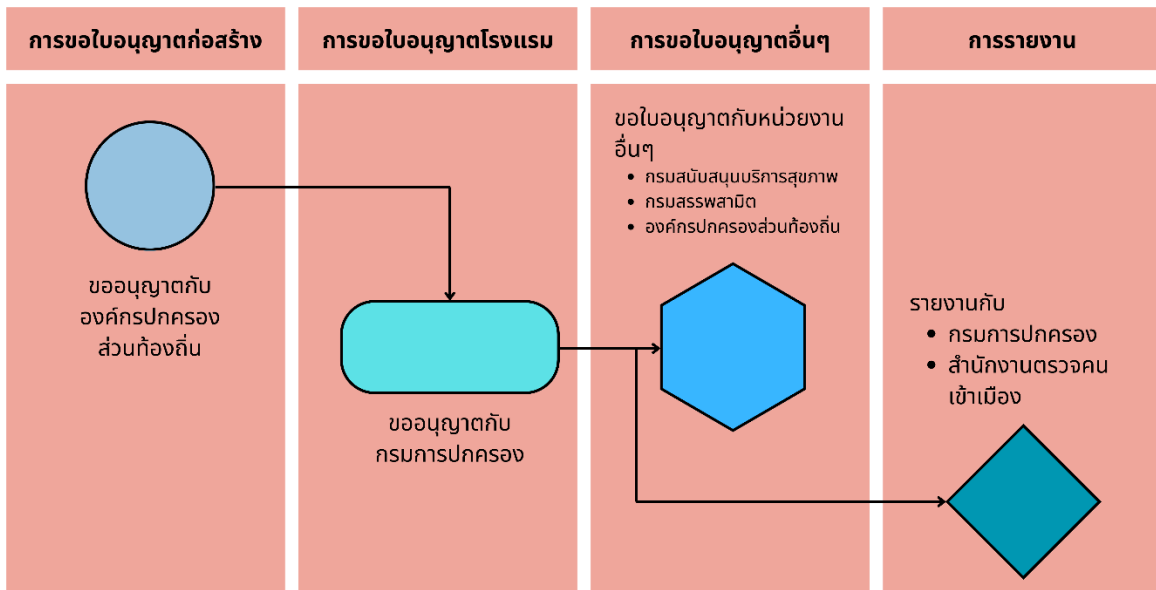 การขอใบอนุญาตก่อสร้าง
การขอใบอนุญาตโรงแรม
การขอใบอนุญาตอื่นๆ
การรายงาน
ขออนุญาตกับ
องค์กรปกครอง
ส่วนท้องถิ่น
ขออนุญาตกับ
กรมการปกครอง
ขอใบอนุญาตกับหน่วยงาน
อื่นๆ
• กรมสนับสนุนบริการสุขภาพ
• กรมสรรพสามิต
• องค์กรปกครองส่วนท้องถิ่น
รายงานกับ
• กรมการปกครอง
• สำนักงานตรวจคน
เข้าเมือง